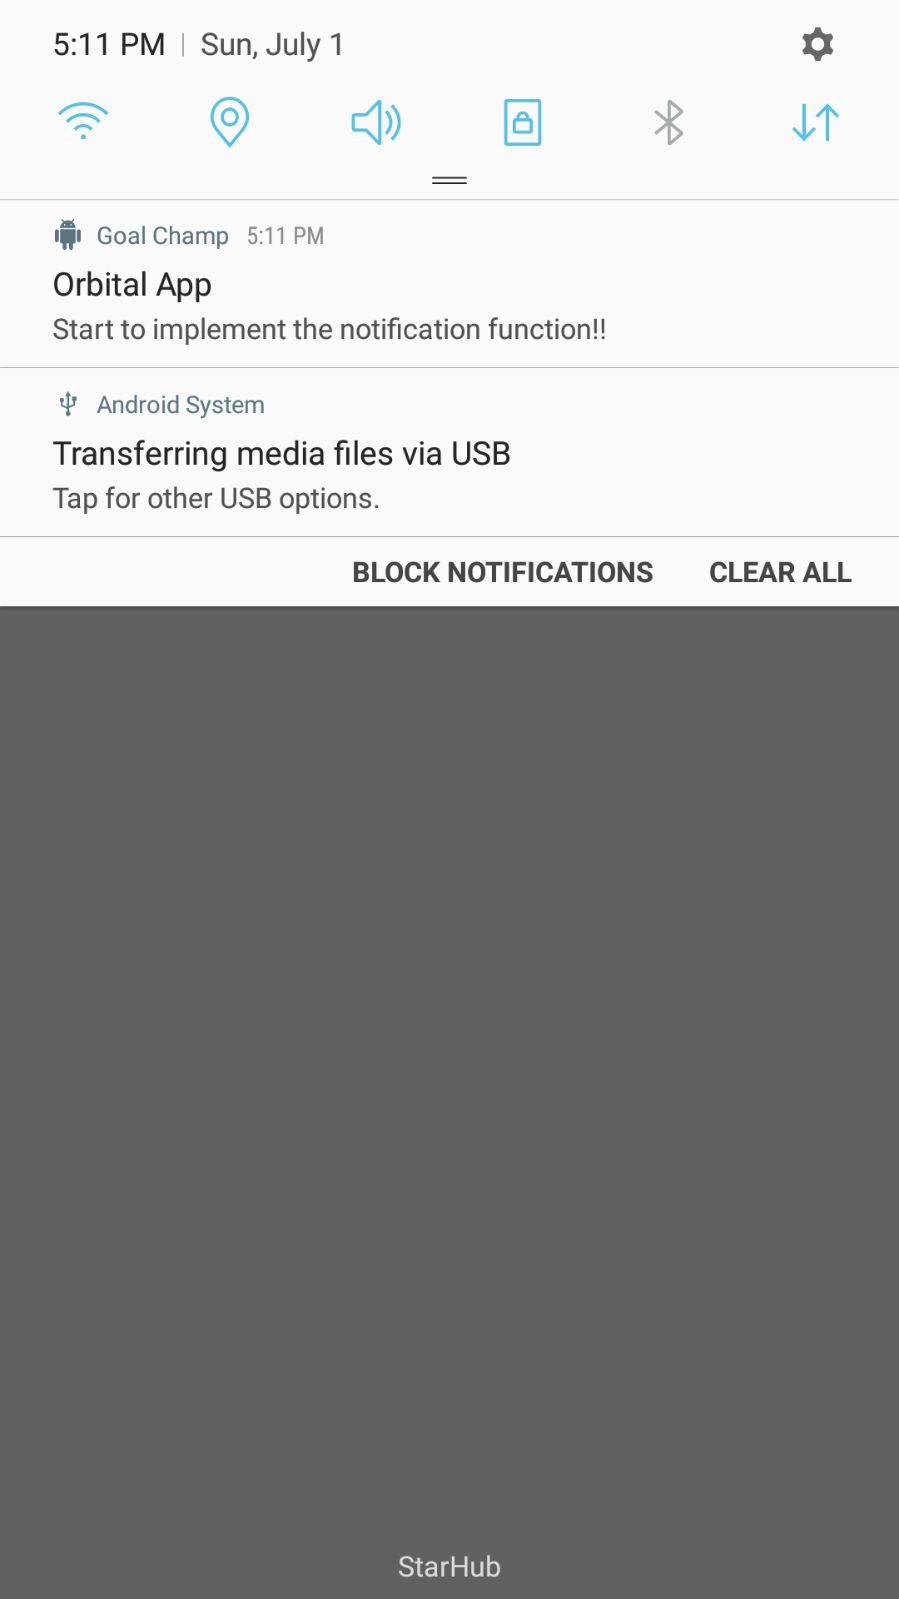 5:11 PM | Sun, July 1
Goal Champ 5:11 PM
Orbital App
Start to implement the notification function!!
Android System
Transferring media files via USB
Tap for other USB options.
BLOCK NOTIFICATIONS CLEAR ALL
StarHub